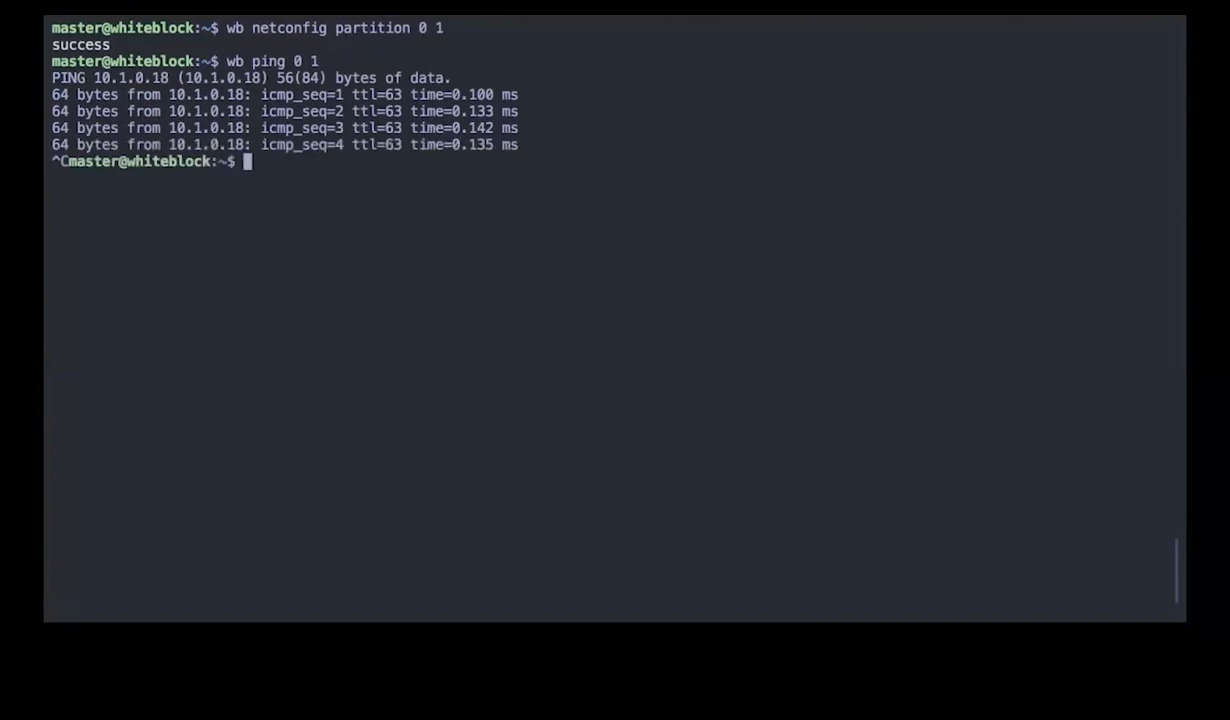 master@whiteblock:~$ wb netconfig partition 0 1
success
master@whiteblock:~$ wb ping 0 1
PING 10.1.0.18 (10.1.0.18) 56(84) bytes of data.
64 bytes from 10.1.0.18: icmp_seq=1 ttl=63 time=0.100 ms
64 bytes from 10.1.0.18: icmp_seq=2 ttl=63 time=0.133 ms
64 bytes from 10.1.0.18: icmp_seq=3 ttl=63 time=0.142 ms
64 bytes from 10.1.0.18: icmp_seq=4 ttl=63 time=0.135 ms
^Cmaster@whiteblock:~$